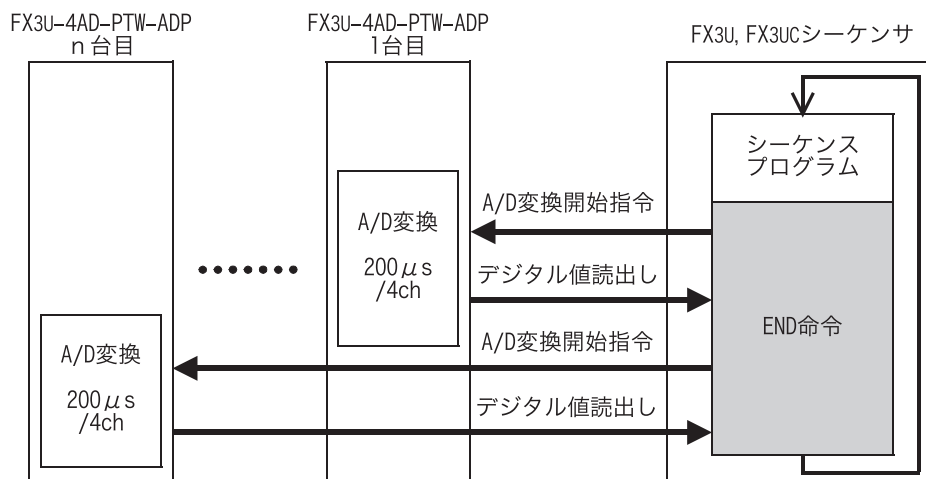 FX3U-4AD-PTW-ADP
n台目
FX3U-4AD-PTW-ADP
1台目
FX3U, FX3UCシーケンサ
シーケンス
プログラム
A/D変換開始指令
A/D変換
200μs
/4ch
デジタル値読出し
END命令
A/D変換開始指令
A/D変換
200μs
/4ch
デジタル値読出し